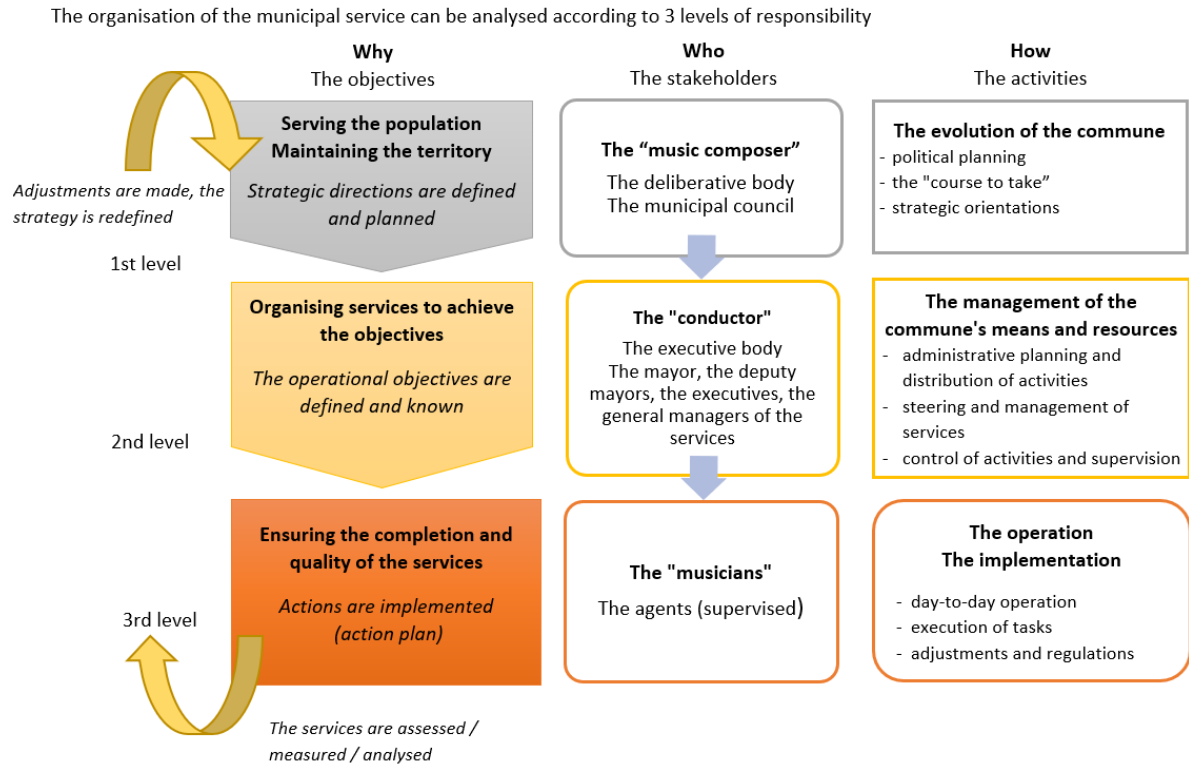 The organisation of the municipal service can be analysed according to 3 levels of responsibility
Why
The objectives
Who
The stakeholders
How
The activities
Adjustments are made, the
strategy is redefined
1st level
Serving the population
Maintaining the territory
Strategic directions are defined
and planned
The “music composer”
The deliberative body
The municipal council
The evolution of the commune
- political planning
- the "course to take”
- strategic orientations
2nd level
Organising services to achieve
the objectives
The operational objectives are
defined and known
The "conductor"
The executive body
The mayor, the deputy
mayors, the executives, the
general managers of the
services
The management of the
commune's means and resources
- administrative planning and
distribution of activities
- steering and management of
services
- control of activities and supervision
3rd level
Ensuring the completion and
quality of the services
Actions are implemented
(action plan)
The "musicians"
The agents (supervised)
The operation
The implementation
- day-to-day operation
- execution of tasks
- adjustments and regulations
The services are assessed /
measured / analysed